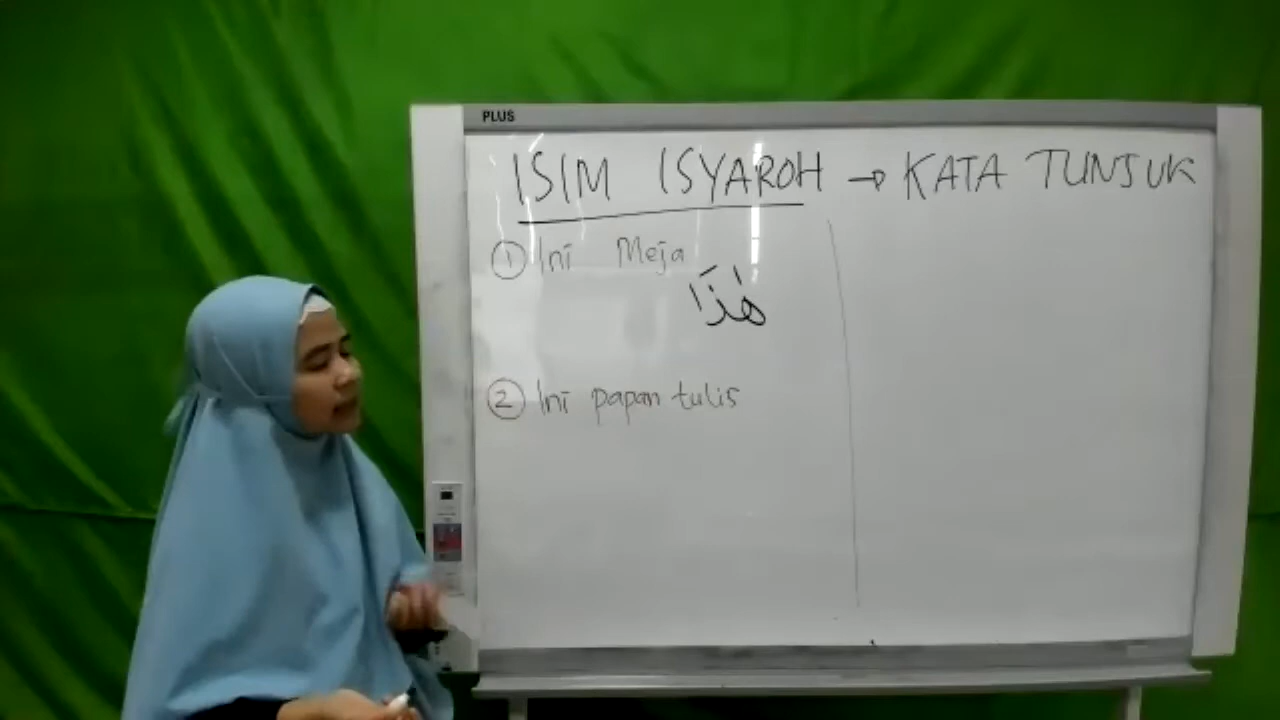 PLUS
ISIM ISYAROH → KATA TUNJUK
① Ini Meja
هٰذَا
② Ini papan tulis